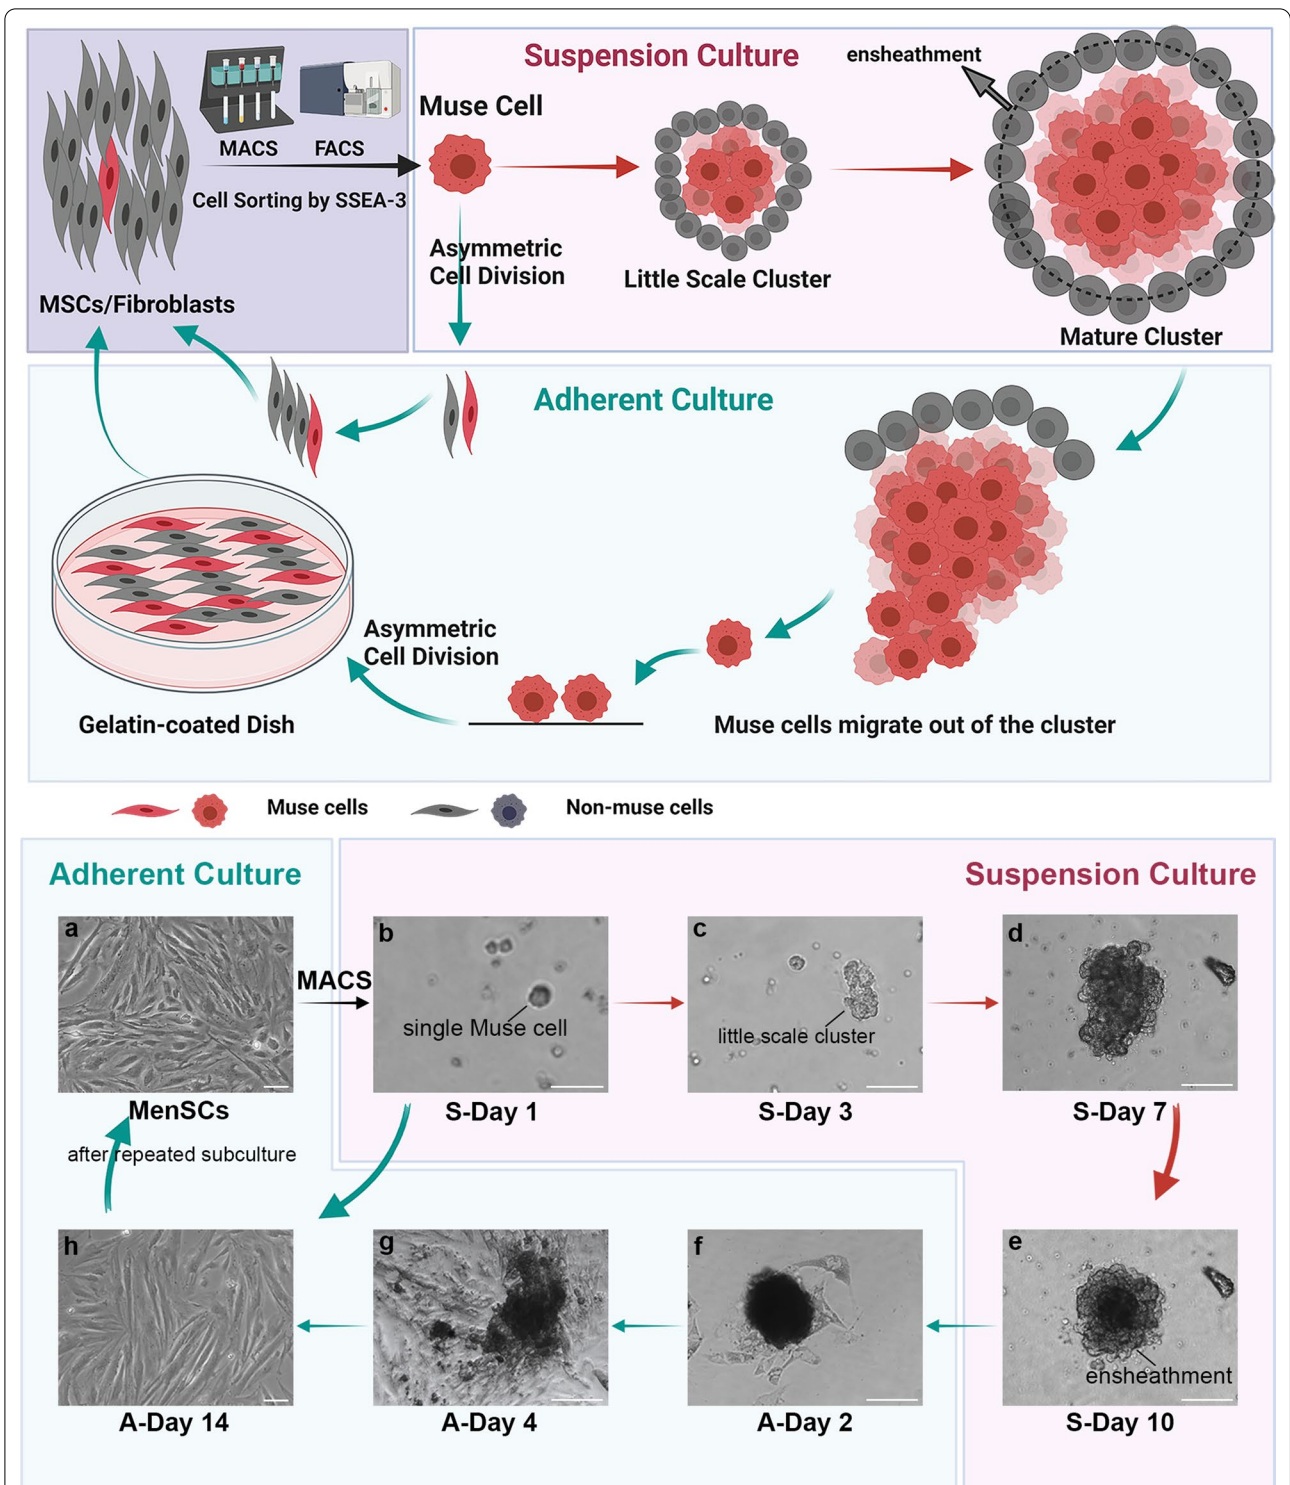 Suspension Culture
ensheathment
MACS
FACS
Cell Sorting by SSEA-3
Muse Cell
Asymmetric
Cell Division
MSCs/Fibroblasts
Little Scale Cluster
Mature Cluster
Adherent Culture
Asymmetric
Cell Division
Gelatin-coated Dish
Muse cells migrate out of the cluster
Muse cells
Non-muse cells
Adherent Culture
Suspension Culture
a
MACS
b
single Muse cell
c
little scale cluster
d
MenSCs
S-Day 1
S-Day 3
S-Day 7
after repeated subculture
h
g
f
e
ensheathment
A-Day 14
A-Day 4
A-Day 2
S-Day 10